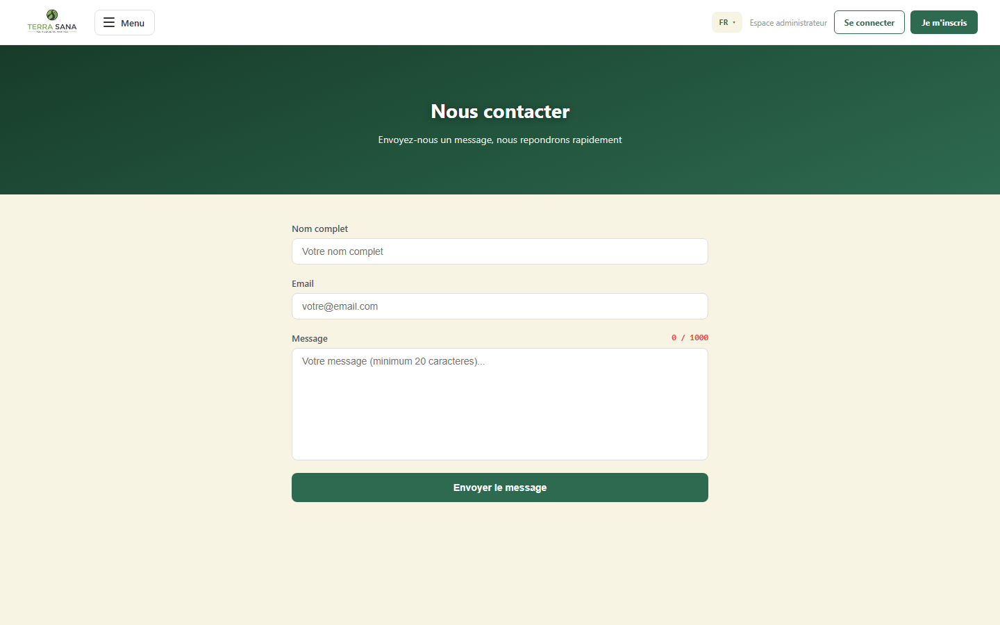 TERRA SANA
Menu
FR
Espace administrateur
Se connecter
Je m'inscris
Nous contacter
Envoyez-nous un message, nous repondrons rapidement
Nom complet
Votre nom complet
Email
votre@email.com
Message
0 / 1000
Votre message (minimum 20 caracteres)...
Envoyer le message